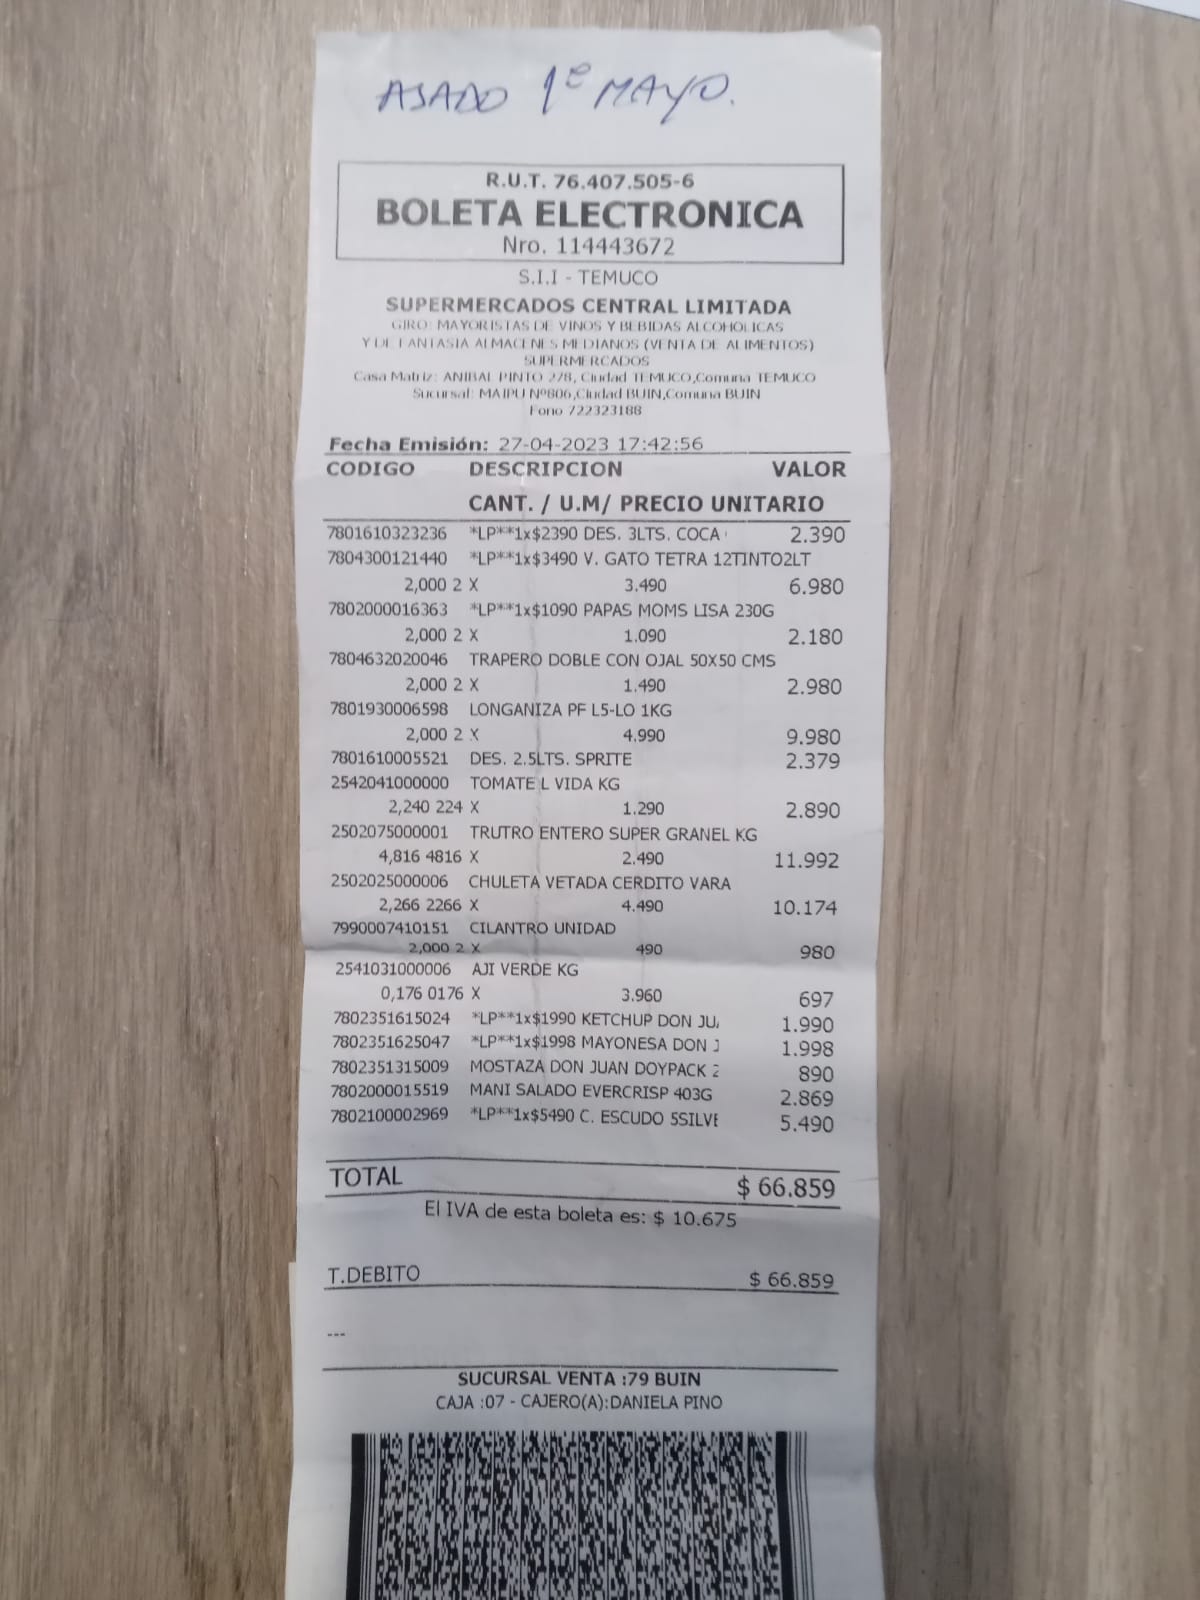 ASADO 1º MAYO.
R.U.T. 76.407.505-6
BOLETA ELECTRONICA
Nro. 114443672
S.I.I - TEMUCO
SUPERMERCADOS CENTRAL LIMITADA
GIRO: MAYORISTAS DE VINOS Y BEBIDAS ALCOHOLICAS
Y DE FANTASIA ALMACENES MEDIANOS (VENTA DE ALIMENTOS)
SUPERMERCADOS
Casa Matriz: ANIBAL PINTO 278, Ciudad TEMUCO,Comuna TEMUCO
Sucursal: MAIPU Nº806,Ciudad BUIN,Comuna BUIN
Fono 722323188
Fecha Emisión: 27-04-2023 17:42:56
CODIGO DESCRIPCION VALOR
CANT. / U.M/ PRECIO UNITARIO
7801610323236 *LP**1x$2390 DES. 3LTS. COCA 2.390
7804300121440 *LP**1x$3490 V. GATO TETRA 12TINTO2LT
2,000 2 X 3.490 6.980
7802000016363 *LP**1x$1090 PAPAS MOMS LISA 230G
2,000 2 X 1.090 2.180
7804632020046 TRAPERO DOBLE CON OJAL 50X50 CMS
2,000 2 X 1.490 2.980
7801930006598 LONGANIZA PF L5-LO 1KG
2,000 2 X 4.990 9.980
7801610005521 DES. 2.5LTS. SPRITE 2.379
2542041000000 TOMATE L VIDA KG
2,240 224 X 1.290 2.890
2502075000001 TRUTRO ENTERO SUPER GRANEL KG
4,816 4816 X 2.490 11.992
2502025000006 CHULETA VETADA CERDITO VARA
2,266 2266 X 4.490 10.174
7990007410151 CILANTRO UNIDAD
2,000 2 X 490 980
2541031000006 AJI VERDE KG
0,176 0176 X 3.960 697
7802351615024 *LP**1x$1990 KETCHUP DON 1.990
7802351625047 *LP**1x$1998 MAYONESA DON 1.998
7802351315009 MOSTAZA DON JUAN DOYPACK 2 890
7802000015519 MANI SALADO EVERCRISP 403G 2.869
7802100002969 *LP**1x$5490 C. ESCUDO 5SILVE 5.490
TOTAL $ 66.859
El IVA de esta boleta es: $ 10.675
T.DEBITO $ 66.859
---
SUCURSAL VENTA :79 BUIN
CAJA :07 - CAJERO(A):DANIELA PINO